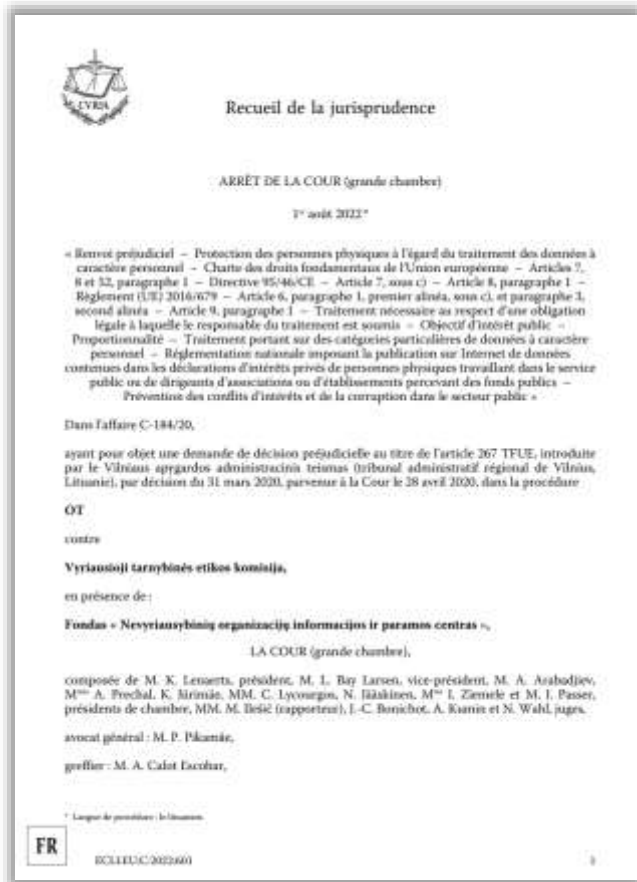 CVRIA
Recueil de la jurisprudence
ARRÊT DE LA COUR (grande chambre)
1er août 2022 *
« Renvoi préjudiciel – Protection des personnes physiques à l'égard du traitement des données à
caractère personnel – Charte des droits fondamentaux de l'Union européenne – Articles 7,
8 et 52, paragraphe 1 – Directive 95/46/CE – Article 7, sous c) – Article 8, paragraphe 1 –
Règlement (UE) 2016/679 – Article 6, paragraphe 1, premier alinéa, sous c), et paragraphe 3,
second alinéa – Article 9, paragraphe 1 – Traitement nécessaire au respect d'une obligation
légale à laquelle le responsable du traitement est soumis – Objectif d'intérêt public –
Proportionnalité – Traitement portant sur des catégories particulières de données à caractère
personnel – Réglementation nationale imposant la publication sur Internet de données
contenues dans les déclarations d'intérêts privés de personnes physiques travaillant dans le service
public ou de dirigeants d'associations ou d'établissements percevant des fonds publics –
Prévention des conflits d'intérêts et de la corruption dans le secteur public »
Dans l'affaire C-184/20,
ayant pour objet une demande de décision préjudicielle au titre de l'article 267 TFUE, introduite
par le Vilniaus apygardos administracinis teismas (tribunal administratif régional de Vilnius,
Lituanie), par décision du 31 mars 2020, parvenue à la Cour le 28 avril 2020, dans la procédure
OT
contre
Vyriausioji tarnybinės etikos komisija,
en présence de :
Fondas « Nevyriausybinių organizacijų informacijos ir paramos centras »,
LA COUR (grande chambre),
composée de M. K. Lenaerts, président, M. L. Bay Larsen, vice-président, M. A. Arabadjiev,
Mmes A. Prechal, K. Jürimäe, MM. C. Lycourgos, N. Jääskinen, Mme I. Ziemele et M. J. Passer,
présidents de chambre, MM. M. Ilešič (rapporteur), J.-C. Bonichot, A. Kumin et N. Wahl, juges,
avocat général : M. P. Pikamäe,
greffier : M. A. Calot Escobar,
* Langue de procédure : le lituanien.
FR
ECLI:EU:C:2022:601 1